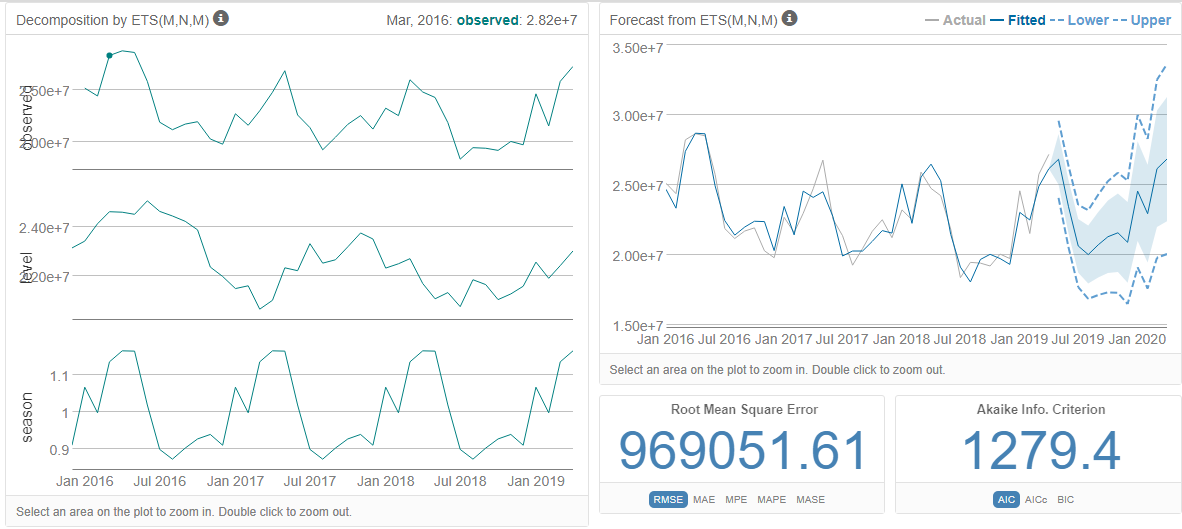 Decomposition by ETS(M,N,M)
Mar, 2016: observed: 2.82e+7
observed
2.50e+7
2.00e+7
level
2.40e+7
2.20e+7
season
1.1
1
0.9
Jan 2016 Jul 2016 Jan 2017 Jul 2017 Jan 2018 Jul 2018 Jan 2019
Select an area on the plot to zoom in. Double click to zoom out.
Forecast from ETS(M,N,M)
Actual Fitted Lower Upper
3.50e+7
3.00e+7
2.50e+7
2.00e+7
1.50e+7
Jan 2016 Jul 2016 Jan 2017 Jul 2017 Jan 2018 Jul 2018 Jan 2019 Jul 2019 Jan 2020
Select an area on the plot to zoom in. Double click to zoom out.
Root Mean Square Error
969051.61
RMSE MAE MPE MAPE MASE
Akaike Info. Criterion
1279.4
AIC AICc BIC